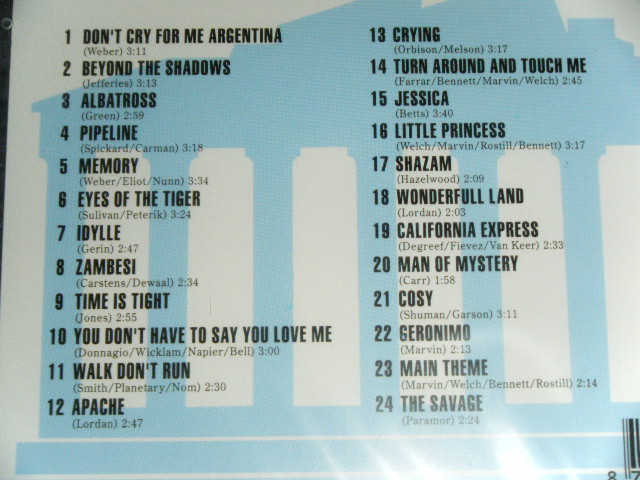 1 DON'T CRY FOR ME ARGENTINA
(Weber) 3:11
2 BEYOND THE SHADOWS
(Jefferies) 3:13
3 ALBATROSS
(Green) 2:59
4 PIPELINE
(Spickard/Carman) 3:18
5 MEMORY
(Weber/Eliot/Nunn) 3:34
6 EYES OF THE TIGER
(Sulivan/Peterik) 3:24
7 IDYLLE
(Gerin) 2:47
8 ZAMBESI
(Carstens/Dewaal) 2:34
9 TIME IS TIGHT
(Jones) 2:55
10 YOU DON'T HAVE TO SAY YOU LOVE ME
(Donnagio/Wicklam/Napier/Bell) 3:00
11 WALK DON'T RUN
(Smith/Planetary/Nom) 2:30
12 APACHE
(Lordan) 2:47
13 CRYING
(Orbison/Melson) 3:17
14 TURN AROUND AND TOUCH ME
(Farrar/Bennett/Marvin/Welch) 2:45
15 JESSICA
(Betts) 3:40
16 LITTLE PRINCESS
(Welch/Marvin/Rostill/Bennett) 3:17
17 SHAZAM
(Hazelwood) 2:09
18 WONDERFULL LAND
(Lordan) 2:03
19 CALIFORNIA EXPRESS
(Degreef/Fievez/Van Keer) 2:33
20 MAN OF MYSTERY
(Carr) 1:58
21 COSY
(Shuman/Garson) 3:11
22 GERONIMO
(Marvin) 2:13
23 MAIN THEME
(Marvin/Welch/Bennett/Rostill) 2:14
24 THE SAVAGE
(Paramor) 2:24
8 7